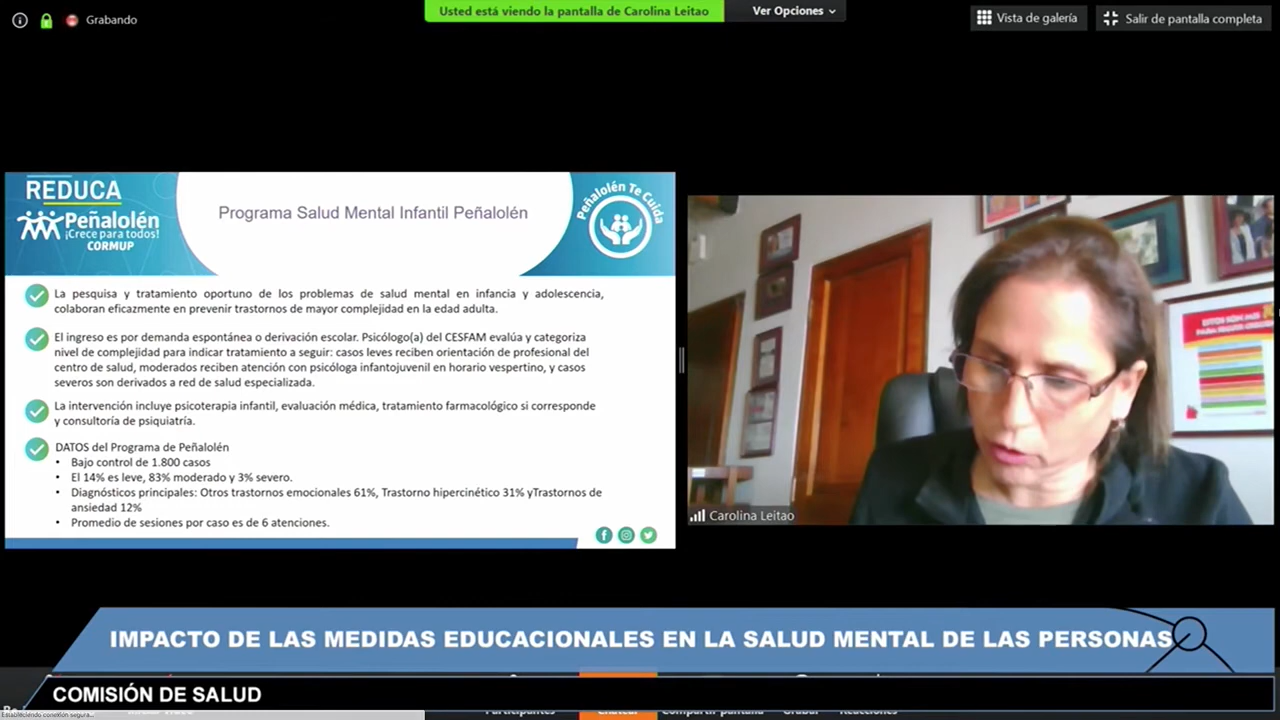 Grabando
Usted está viendo la pantalla de Carolina Leitao
Ver Opciones
Vista de galería
Salir de pantalla completa
REDUCA
Peñalolén
¡Crece para todos!
CORMUP
Programa Salud Mental Infantil Peñalolén
Peñalolén Te Cuida
La pesquisa y tratamiento oportuno de los problemas de salud mental en infancia y adolescencia,
colaboran eficazmente en prevenir trastornos de mayor complejidad en la edad adulta.
El ingreso es por demanda espontánea o derivación escolar. Psicólogo(a) del CESFAM evalúa y categoriza
nivel de complejidad para indicar tratamiento a seguir: casos leves reciben orientación de profesional del
centro de salud, moderados reciben atención con psicóloga infantojuvenil en horario vespertino, y casos
severos son derivados a red de salud especializada.
La intervención incluye psicoterapia infantil, evaluación médica, tratamiento farmacológico si corresponde
y consultoría de psiquiatría.
DATOS del Programa de Peñalolén
• Bajo control de 1.800 casos
• El 14% es leve, 83% moderado y 3% severo.
• Diagnósticos principales: Otros trastornos emocionales 61%, Trastorno hipercinético 31% yTrastornos de
ansiedad 12%
• Promedio de sesiones por caso es de 6 atenciones.
Carolina Leitao
IMPACTO DE LAS MEDIDAS EDUCACIONALES EN LA SALUD MENTAL DE LAS PERSONAS
COMISIÓN DE SALUD
Estableciendo conexión segura...
Participantes
Chatear
Compartir pantalla
Grabar
Reacciones